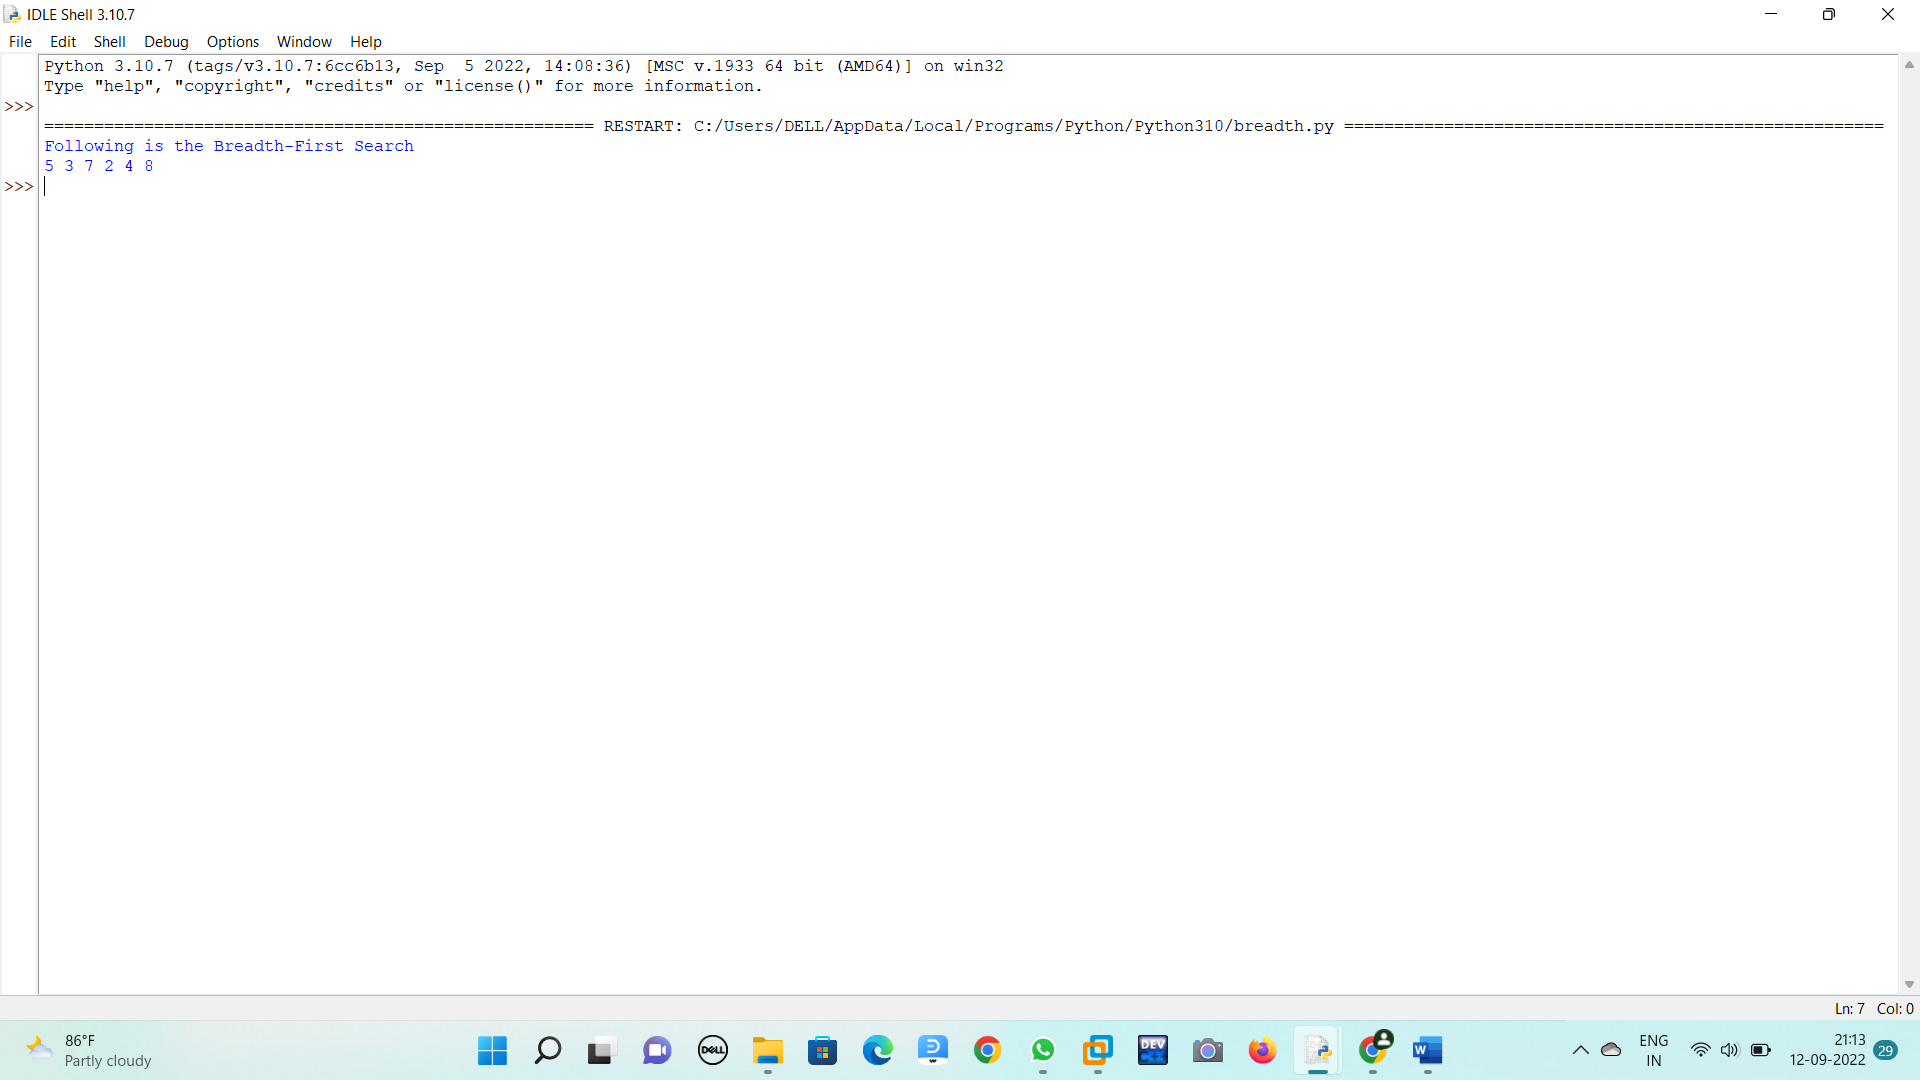 IDLE Shell 3.10.7
File Edit Shell Debug Options Window Help
Python 3.10.7 (tags/v3.10.7:6cc6b13, Sep  5 2022, 14:08:36) [MSC v.1933 64 bit (AMD64)] on win32
Type "help", "copyright", "credits" or "license()" for more information.
>>>
======================================================= RESTART: C:/Users/DELL/AppData/Local/Programs/Python/Python310/breadth.py ======================================================
Following is the Breadth-First Search
5 3 7 2 4 8
>>>
Ln: 7 Col: 0
86°F
Partly cloudy
DELL
DEV
C++
W
ENG
IN
21:13
12-09-2022
29